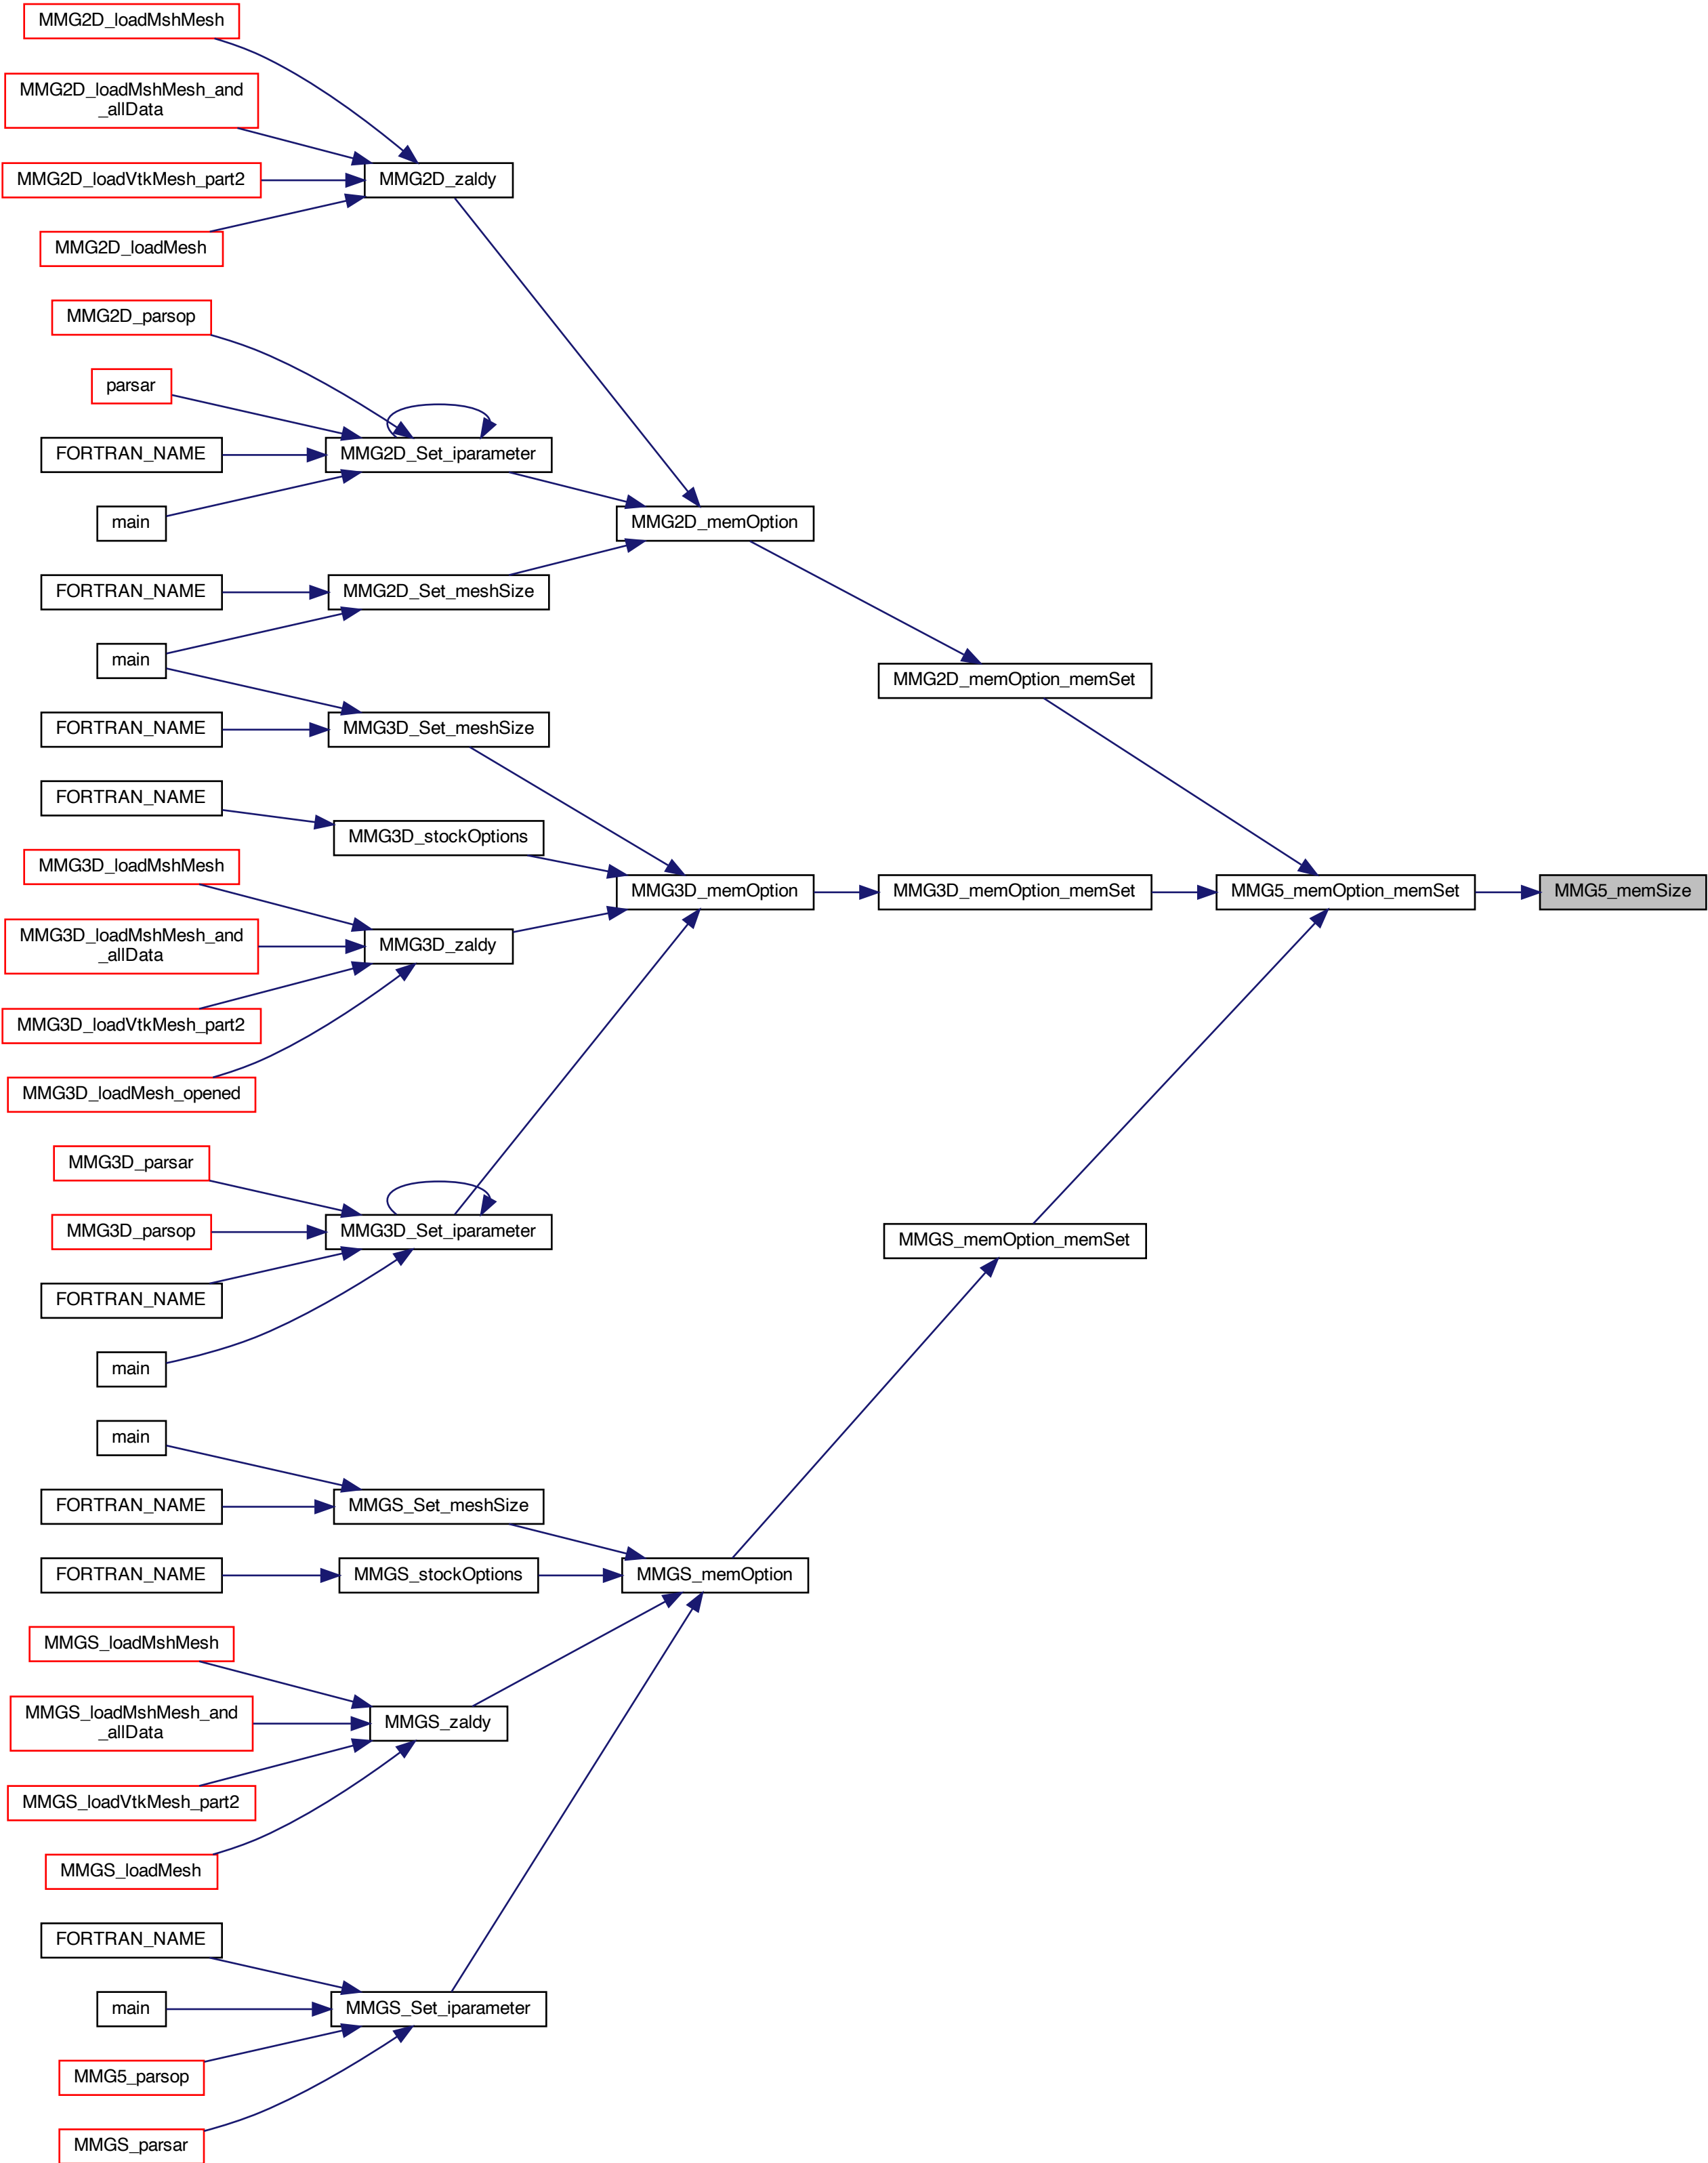 MMG2D_loadMshMesh
MMG2D_loadMshMesh_and
_allData
MMG2D_loadVtkMesh_part2
MMG2D_zaldy
MMG2D_loadMesh
MMG2D_parsop
parsar
FORTRAN_NAME
MMG2D_Set_iparameter
main
MMG2D_memOption
FORTRAN_NAME
MMG2D_Set_meshSize
main
MMG2D_memOption_memSet
FORTRAN_NAME
MMG3D_Set_meshSize
FORTRAN_NAME
MMG3D_stockOptions
MMG3D_loadMshMesh
MMG3D_memOption
MMG3D_memOption_memSet
MMG5_memOption_memSet
MMG5_memSize
MMG3D_loadMshMesh_and
_allData
MMG3D_zaldy
MMG3D_loadVtkMesh_part2
MMG3D_loadMesh_opened
MMG3D_parsar
MMG3D_parsop
MMG3D_Set_iparameter
MMGS_memOption_memSet
FORTRAN_NAME
main
main
FORTRAN_NAME
MMGS_Set_meshSize
FORTRAN_NAME
MMGS_stockOptions
MMGS_memOption
MMGS_loadMshMesh
MMGS_loadMshMesh_and
_allData
MMGS_zaldy
MMGS_loadVtkMesh_part2
MMGS_loadMesh
FORTRAN_NAME
main
MMGS_Set_iparameter
MMG5_parsop
MMGS_parsar